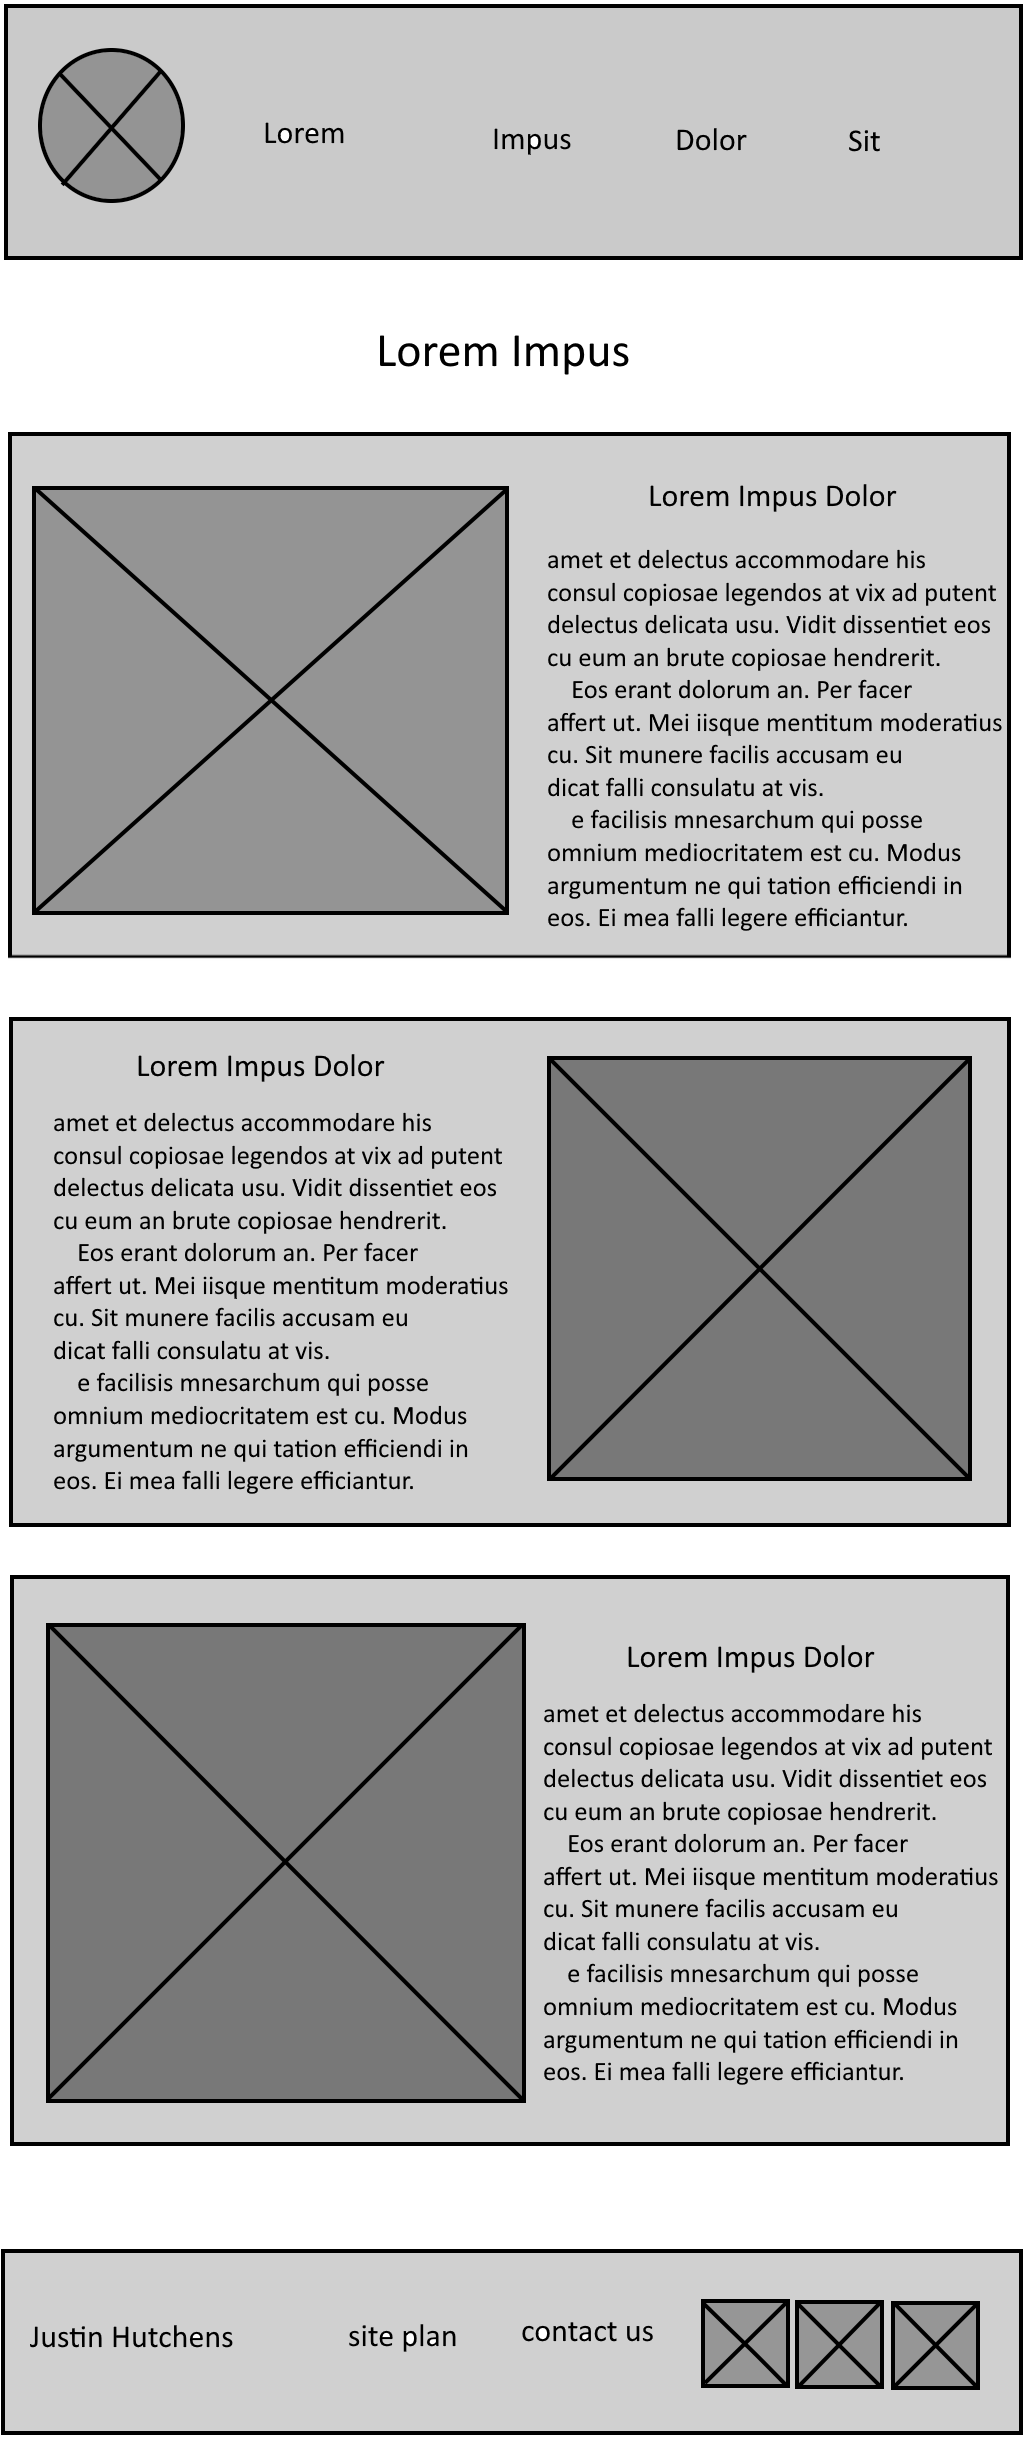 Lorem Impus Dolor Sit
Lorem Impus
Lorem Impus Dolor
amet et delectus accommodare his
consul copiosae legendos at vix ad putent
delectus delicata usu. Vidit dissentiet eos
cu eum an brute copiosae hendrerit.
Eos erant dolorum an. Per facer
affert ut. Mei iisque mentitum moderatius
cu. Sit munere facilis accusam eu
dicat falli consulatu at vis.
e facilisis mnesarchum qui posse
omnium mediocritatem est cu. Modus
argumentum ne qui tation efficiendi in
eos. Ei mea falli legere efficiantur.
Lorem Impus Dolor
amet et delectus accommodare his
consul copiosae legendos at vix ad putent
delectus delicata usu. Vidit dissentiet eos
cu eum an brute copiosae hendrerit.
Eos erant dolorum an. Per facer
affert ut. Mei iisque mentitum moderatius
cu. Sit munere facilis accusam eu
dicat falli consulatu at vis.
e facilisis mnesarchum qui posse
omnium mediocritatem est cu. Modus
argumentum ne qui tation efficiendi in
eos. Ei mea falli legere efficiantur.
Lorem Impus Dolor
amet et delectus accommodare his
consul copiosae legendos at vix ad putent
delectus delicata usu. Vidit dissentiet eos
cu eum an brute copiosae hendrerit.
Eos erant dolorum an. Per facer
affert ut. Mei iisque mentitum moderatius
cu. Sit munere facilis accusam eu
dicat falli consulatu at vis.
e facilisis mnesarchum qui posse
omnium mediocritatem est cu. Modus
argumentum ne qui tation efficiendi in
eos. Ei mea falli legere efficiantur.
Justin Hutchens site plan contact us